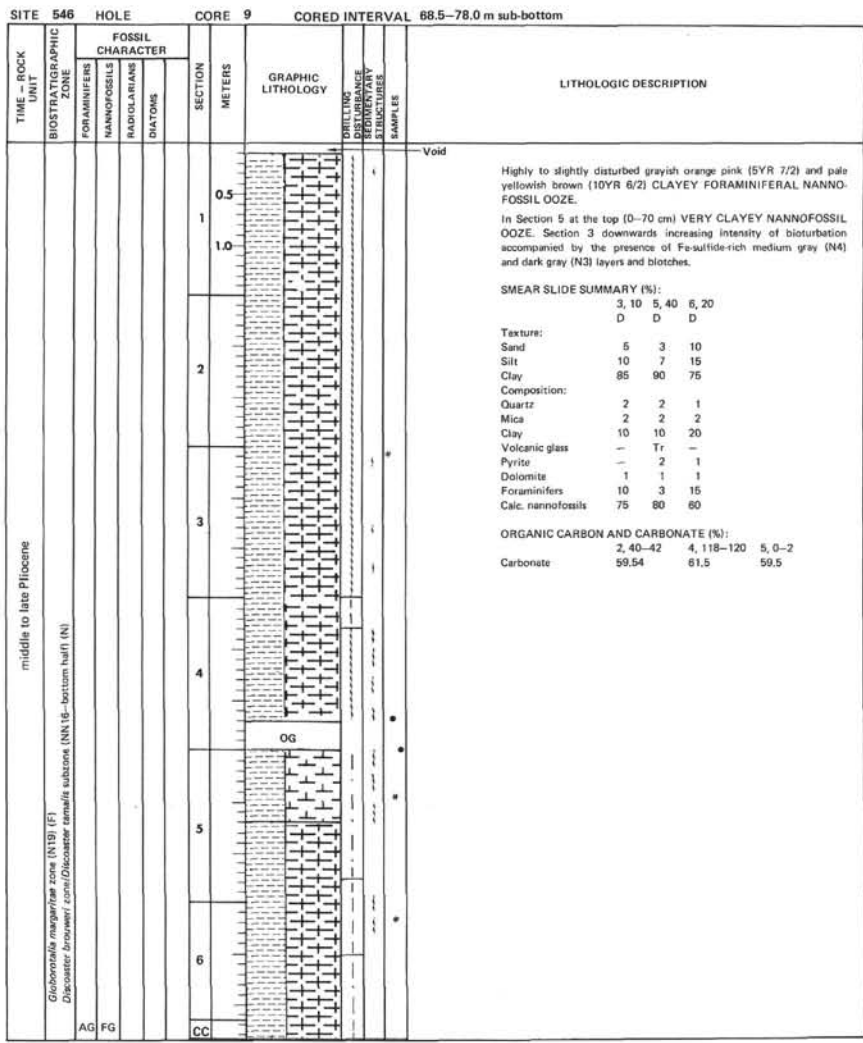 SITE 546 HOLE CORE 9 CORED INTERVAL 68.5–78.0 m sub-bottom
TIME – ROCK UNIT
BIOSTRATIGRAPHIC ZONE
FOSSIL CHARACTER
FORAMINIFERS
NANNOFOSSILS
RADIOLARIANS
DIATOMS
SECTION
METERS
GRAPHIC LITHOLOGY
DRILLING DISTURBANCE
SEDIMENTARY STRUCTURES
SAMPLES
LITHOLOGIC DESCRIPTION
middle to late Pliocene
Globorotalia margaritae zone (N19) (F)
Discoaster brouweri zone/Discoaster tamalis subzone (NN16–bottom half) (N)
AG FG
1
0.5
1.0
2
3
4
5
6
CC
Void
OG
*
*
*
Highly to slightly disturbed grayish orange pink (5YR 7/2) and pale
yellowish brown (10YR 6/2) CLAYEY FORAMINIFERAL NANNO-
FOSSIL OOZE.
In Section 5 at the top (0–70 cm) VERY CLAYEY NANNOFOSSIL
OOZE. Section 3 downwards increasing intensity of bioturbation
accompanied by the presence of Fe-sulfide-rich medium gray (N4)
and dark gray (N3) layers and blotches.
SMEAR SLIDE SUMMARY (%):
3, 10 5, 40 6, 20
D D D
Texture:
Sand 5 3 10
Silt 10 7 15
Clay 85 90 75
Composition:
Quartz 2 2 1
Mica 2 2 2
Clay 10 10 20
Volcanic glass – Tr –
Pyrite – 2 1
Dolomite 1 1 1
Foraminifers 10 3 15
Calc. nannofossils 75 80 60
ORGANIC CARBON AND CARBONATE (%):
2, 40–42 4, 118–120 5, 0–2
Carbonate 59.54 61.5 59.5